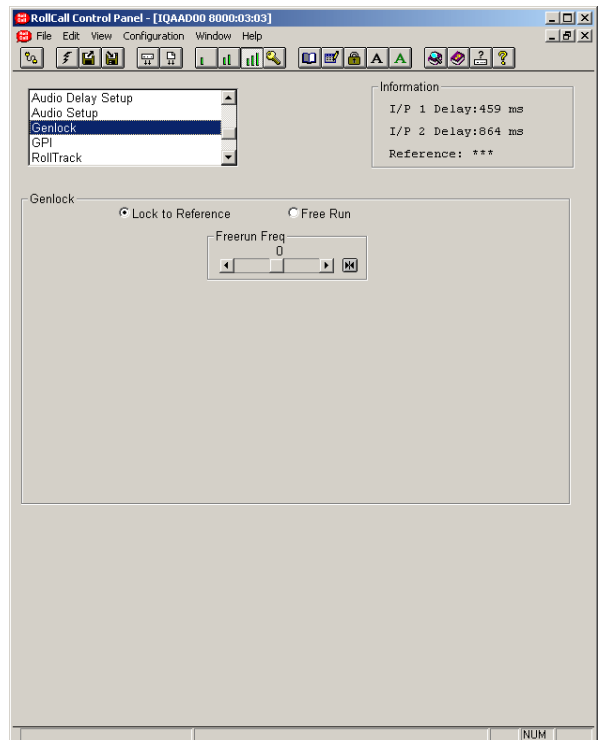 RollCall Control Panel - [IQAAD00 8000:03:03]
File Edit View Configuration Window Help
Audio Delay Setup
Audio Setup
Genlock
GPI
RollTrack
Information
I/P 1 Delay:459 ms
I/P 2 Delay:864 ms
Reference: ***
Genlock
Lock to Reference
Free Run
Freerun Freq
0
NUM